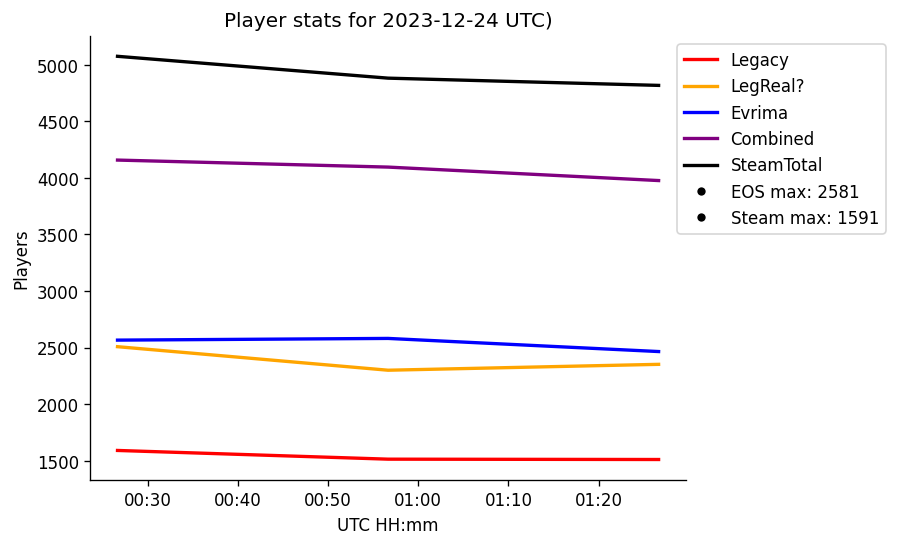 Player stats for 2023-12-24 UTC)
Legacy
LegReal?
Evrima
Combined
SteamTotal
EOS max: 2581
Steam max: 1591
5000
4500
4000
3500
3000
2500
2000
1500
Players
00:30 00:40 00:50 01:00 01:10 01:20
UTC HH:mm